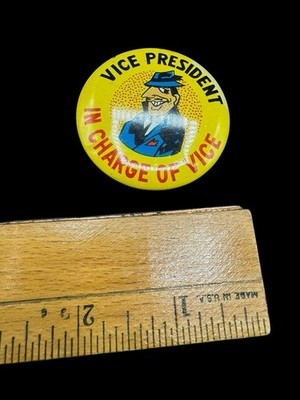 VICE PRESIDENT
IN CHARGE OF VICE
MADE IN U.S.A
2 1